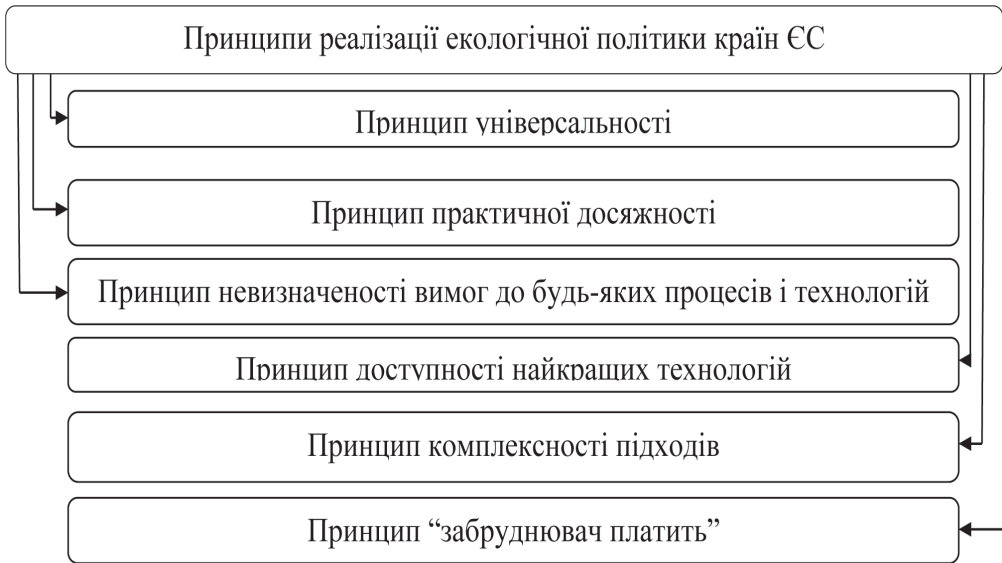 Принципи реалізації екологічної політики країн ЄС
Принцип універсальності
Принцип практичної досяжності
Принцип невизначеності вимог до будь-яких процесів і технологій
Принцип доступності найкращих технологій
Принцип комплексності підходів
Принцип “забруднювач платить”